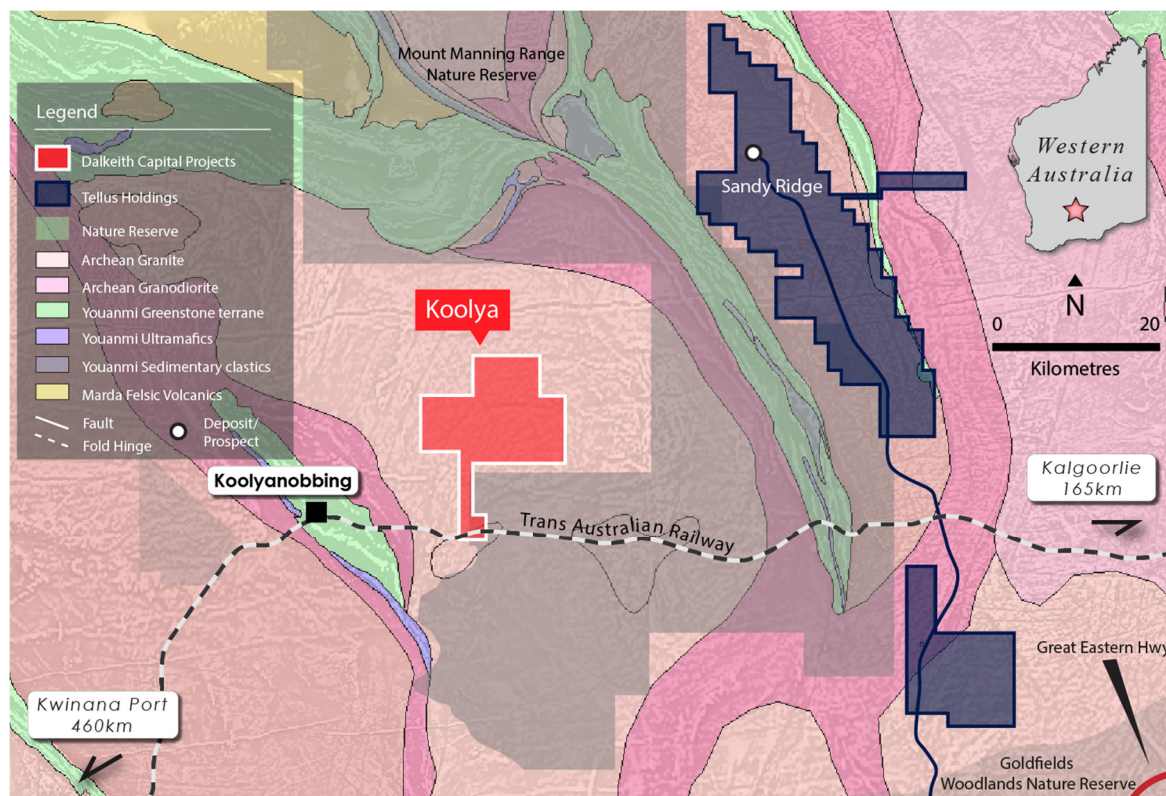 Mount Manning Range
Nature Reserve
Legend
Dalkeith Capital Projects
Tellus Holdings
Nature Reserve
Archean Granite
Archean Granodiorite
Youanmi Greenstone terrane
Youanmi Ultramafics
Youanmi Sedimentary clastics
Marda Felsic Volcanics
Fault
Fold Hinge
Deposit/
Prospect
Sandy Ridge
Western
Australia
N
0
20
Kilometres
Koolya
Koolyanobbing
Trans Australian Railway
Kalgoorlie
165km
Kwinana Port
460km
Great Eastern Hwy
Goldfields
Woodlands Nature Reserve